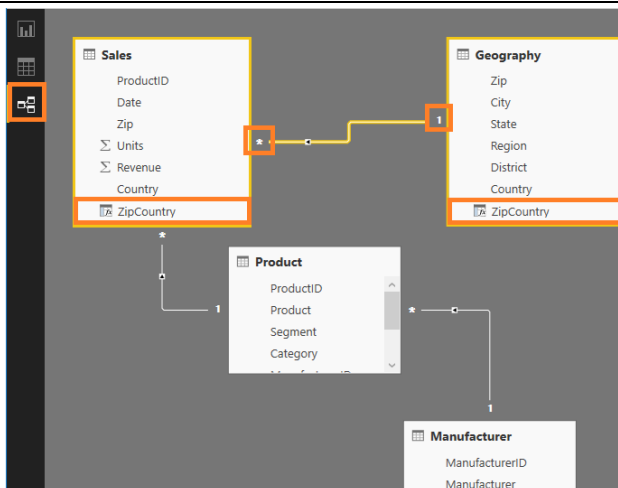 Sales
ProductID
Date
Zip
Σ Units
Σ Revenue
Country
ZipCountry
*
1
Geography
Zip
City
State
Region
District
Country
ZipCountry
*
1
Product
ProductID
Product
Segment
Category
*
1
Manufacturer
ManufacturerID
Manufacturer